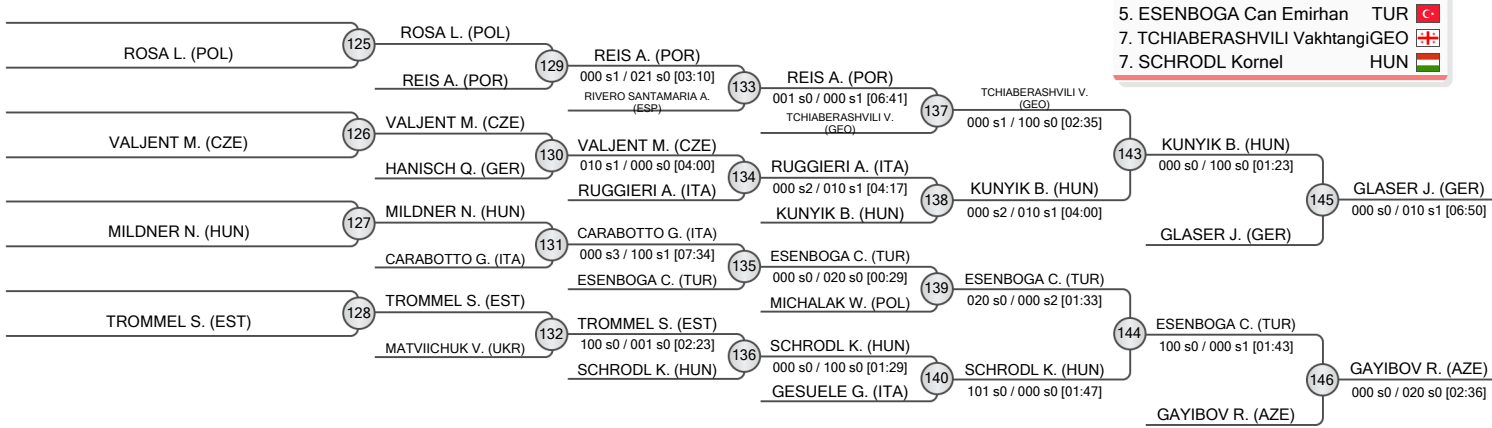 5. ESENBOGA Can Emirhan TUR
7. TCHIABERASHVILI VakhtangiGEO
7. SCHRODL Kornel HUN
ROSA L. (POL)
125
ROSA L. (POL)
REIS A. (POR)
129
REIS A. (POR)
000 s1 / 021 s0 [03:10]
RIVERO SANTAMARIA A.
(ESP)
133
REIS A. (POR)
001 s0 / 000 s1 [06:41]
TCHIABERASHVILI V.
(GEO)
137
TCHIABERASHVILI V.
(GEO)
000 s1 / 100 s0 [02:35]
VALJENT M. (CZE)
126
VALJENT M. (CZE)
HANISCH Q. (GER)
130
VALJENT M. (CZE)
010 s1 / 000 s0 [04:00]
RUGGIERI A. (ITA)
134
RUGGIERI A. (ITA)
000 s2 / 010 s1 [04:17]
KUNYIK B. (HUN)
138
KUNYIK B. (HUN)
000 s2 / 010 s1 [04:00]
143
KUNYIK B. (HUN)
000 s0 / 100 s0 [01:23]
GLASER J. (GER)
145
GLASER J. (GER)
000 s0 / 010 s1 [06:50]
MILDNER N. (HUN)
127
MILDNER N. (HUN)
CARABOTTO G. (ITA)
131
CARABOTTO G. (ITA)
000 s3 / 100 s1 [07:34]
ESENBOGA C. (TUR)
135
ESENBOGA C. (TUR)
000 s0 / 020 s0 [00:29]
MICHALAK W. (POL)
139
ESENBOGA C. (TUR)
020 s0 / 000 s2 [01:33]
TROMMEL S. (EST)
128
TROMMEL S. (EST)
MATVIICHUK V. (UKR)
132
TROMMEL S. (EST)
100 s0 / 001 s0 [02:23]
SCHRODL K. (HUN)
136
SCHRODL K. (HUN)
000 s0 / 100 s0 [01:29]
GESUELE G. (ITA)
140
SCHRODL K. (HUN)
101 s0 / 000 s0 [01:47]
144
ESENBOGA C. (TUR)
100 s0 / 000 s1 [01:43]
GAYIBOV R. (AZE)
146
GAYIBOV R. (AZE)
000 s0 / 020 s0 [02:36]